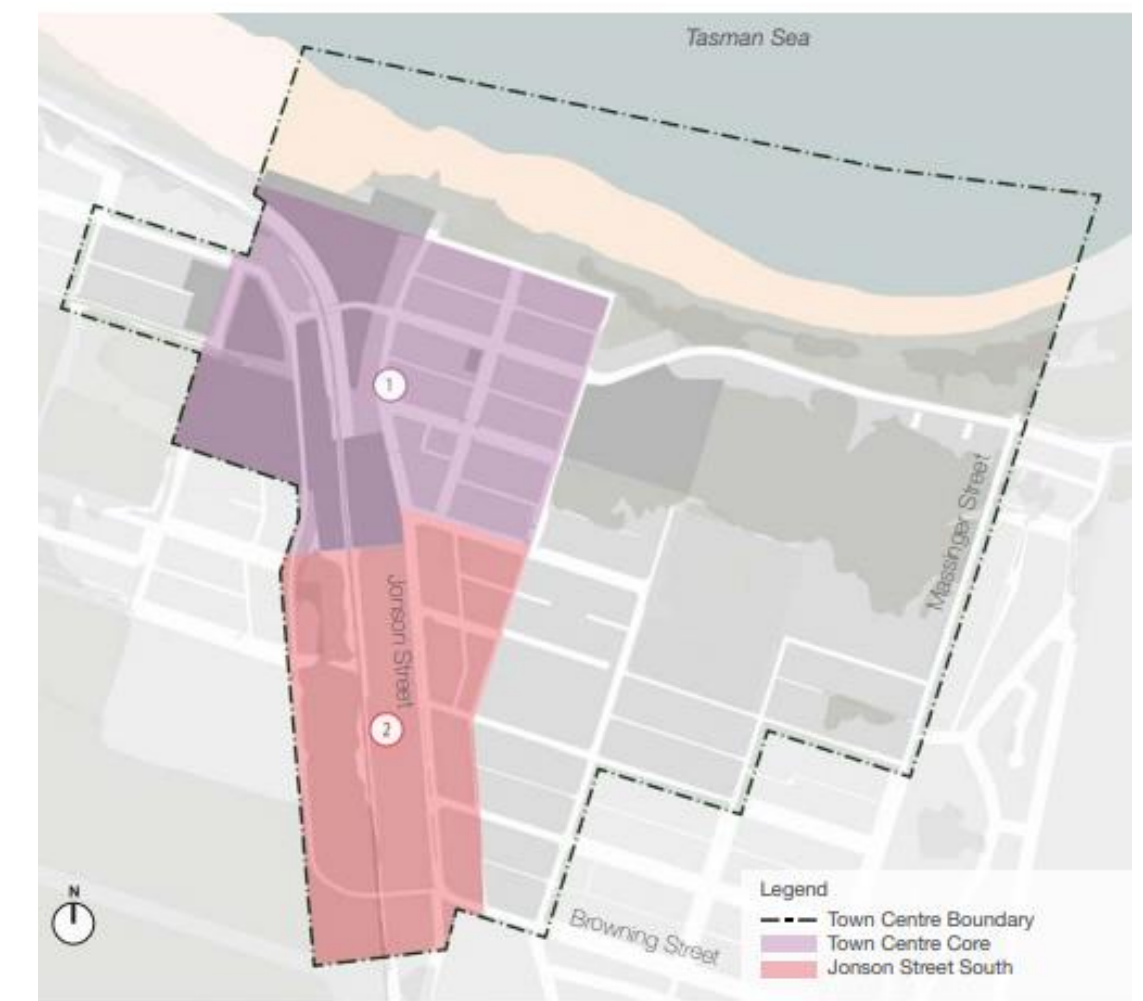 Tasman Sea
1
Massinger Street
Jonson Street
2
N
Browning Street
Legend
Town Centre Boundary
Town Centre Core
Jonson Street South